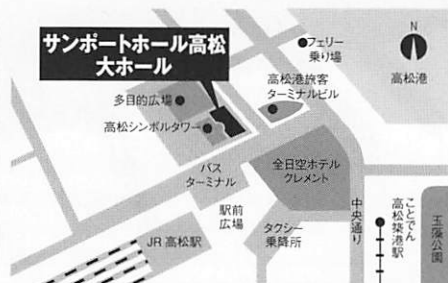 サンポートホール高松
大ホール
フェリー
乗り場
N
高松港
高松港旅客
ターミナルビル
多目的広場
高松シンボルタワー
バス
ターミナル
全日空ホテル
クレメント
駅前
広場
タクシー
乗降所
中央通り
ことでん
高松築港駅
玉藻公園
JR高松駅